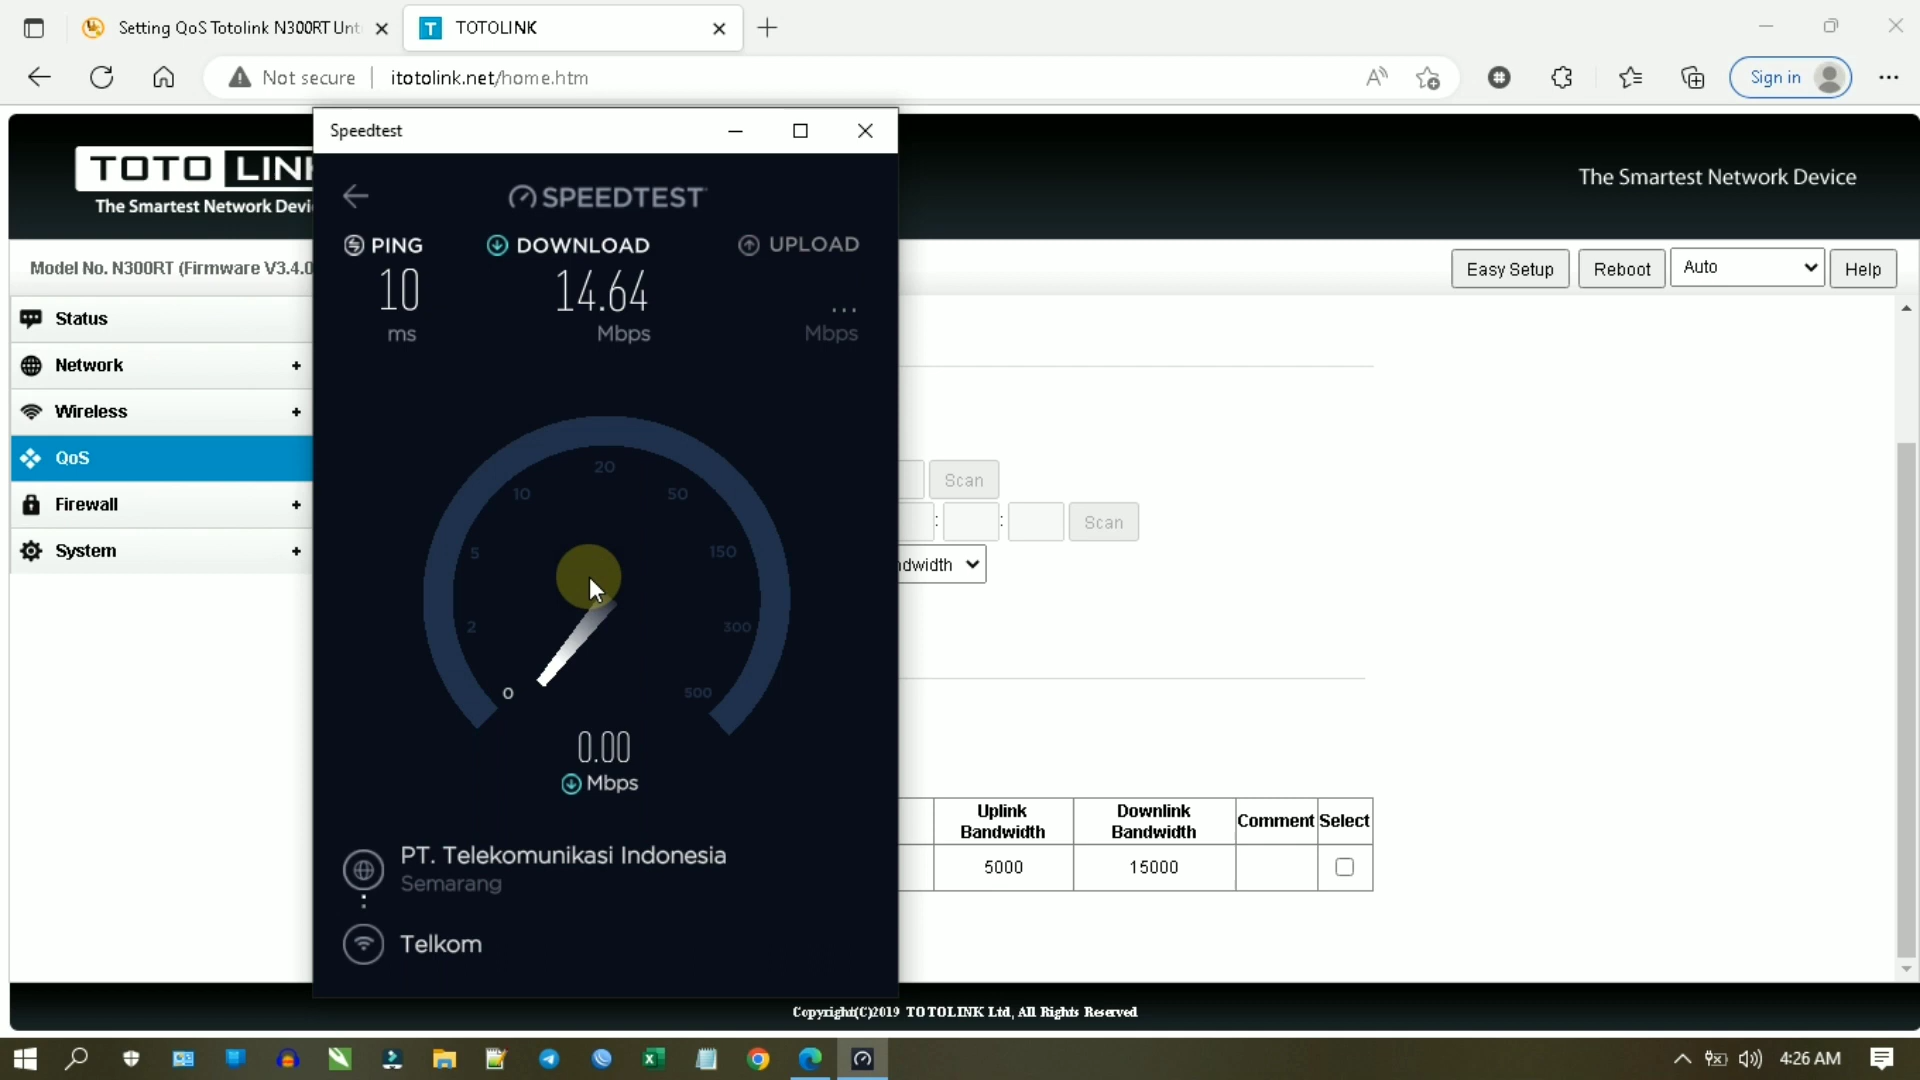 Setting QoS Totolink N300RT Unt
TOTOLINK
Not secure
itotolink.net/home.htm
Sign in
Speedtest
TOTO LINK
The Smartest Network Devi
The Smartest Network Device
SPEEDTEST
PING
DOWNLOAD
UPLOAD
10
14.64
...
ms
Mbps
Mbps
Model No. N300RT (Firmware V3.4.0
Easy Setup
Reboot
Auto
Help
Status
Network +
Wireless +
QoS
Firewall +
System +
Scan
: :
Scan
ndwidth
0
2
5
10
20
50
150
300
500
0.00
Mbps
Uplink Bandwidth
Downlink Bandwidth
Comment
Select
5000
15000
PT. Telekomunikasi Indonesia
Semarang
Telkom
Copyright(C)2019 TOTOLINK Ltd, All Rights Reserved
4:26 AM